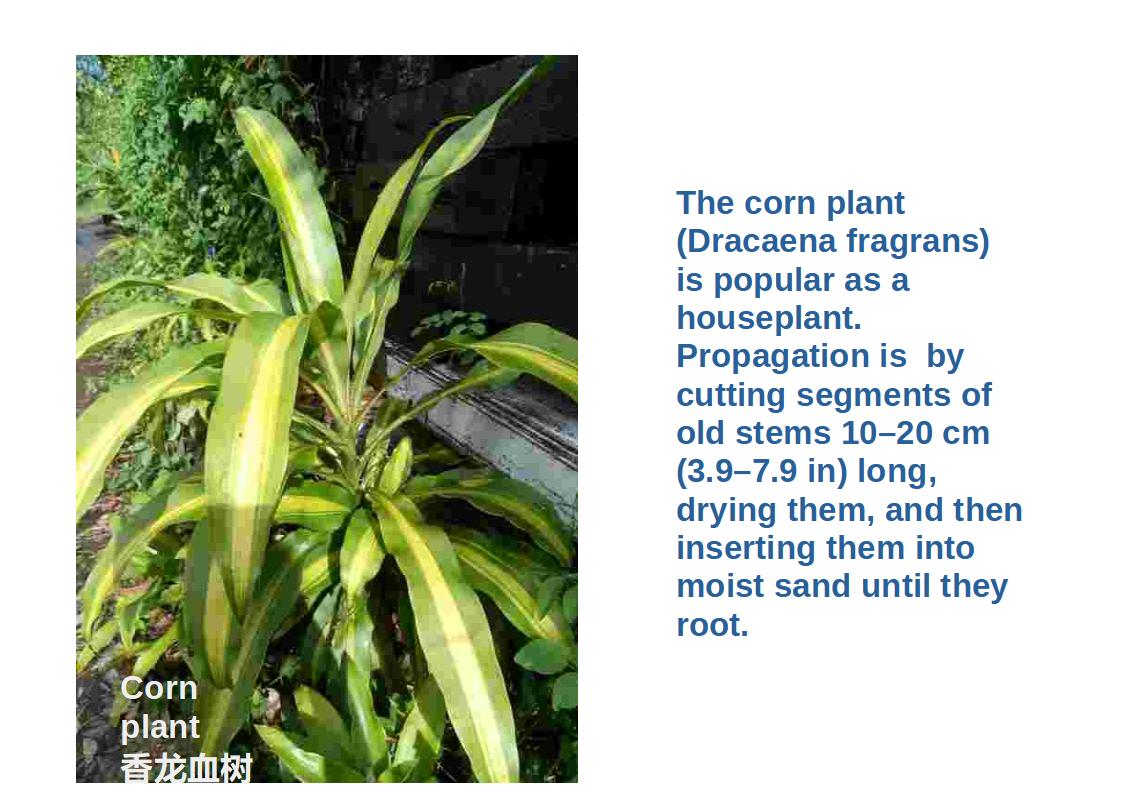 Corn
plant
香龙血树
The corn plant
(Dracaena fragrans)
is popular as a
houseplant.
Propagation is  by
cutting segments of
old stems 10–20 cm
(3.9–7.9 in) long,
drying them, and then
inserting them into
moist sand until they
root.